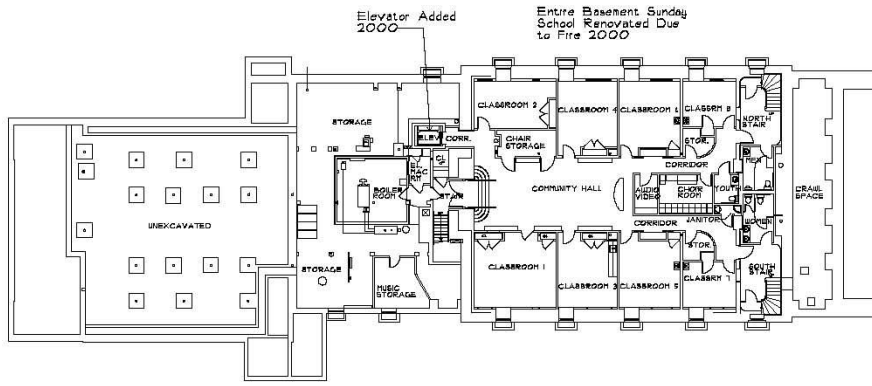 Elevator Added
2000
Entire Basement Sunday
School Renovated Due
to Fire 2000
STORAGE
ELEV
CORR.
CLASSROOM 2
CHAIR
STORAGE
CLASSROOM 4
CLASSRM 8
STOR.
NORTH
STAIR
CORRIDOR
MEN
CL
BOILER
ROOM
STAIR
COMMUNITY HALL
AUDIO
VIDEO
CHOIR
ROOM
YOUTH
CRAWL
SPACE
UNEXCAVATED
CORRIDOR
JANITOR
WOMEN
STOR.
STORAGE
MUSIC
STORAGE
CLASSROOM 1
CLASSROOM 3
CLASSROOM 5
CLASSRM 7
SOUTH
STAIR